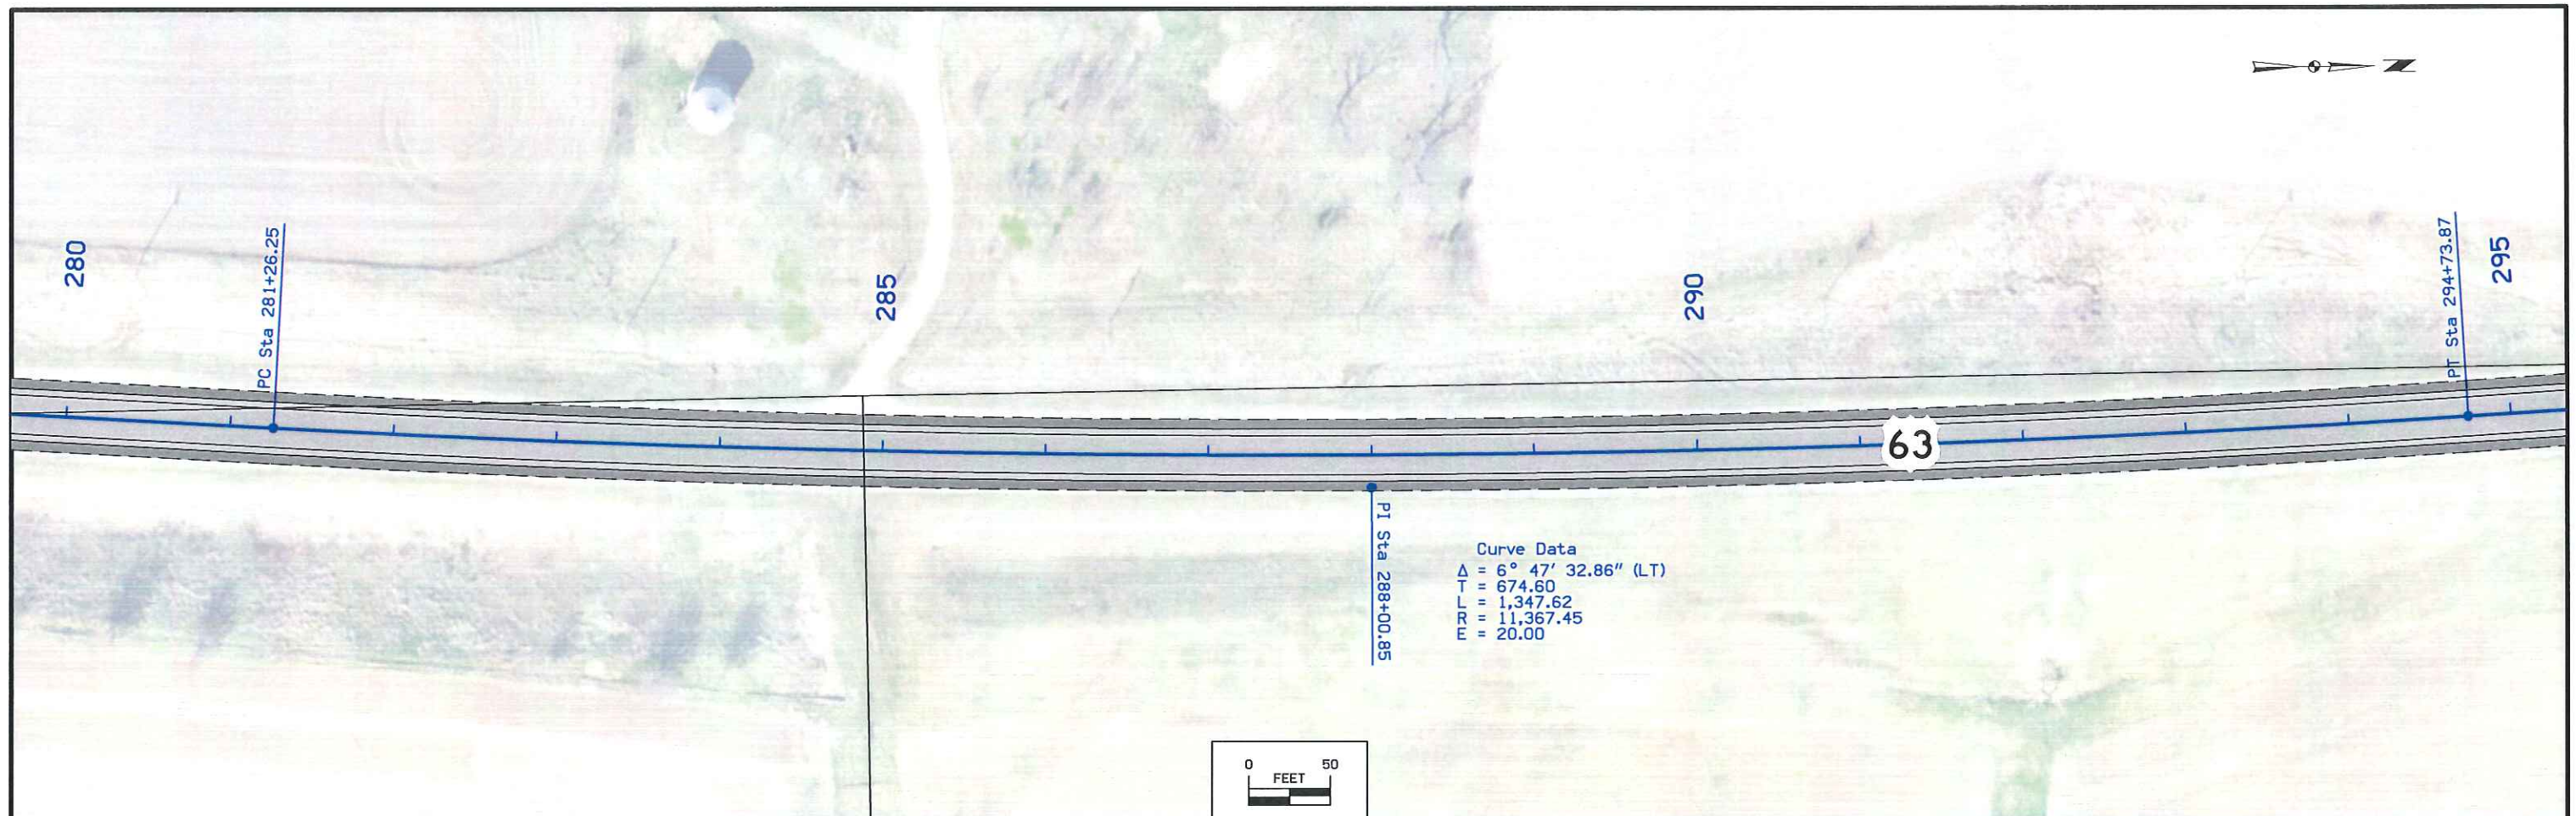 N
280
PC Sta 281+26.25
285
290
PT Sta 294+73.87
295
63
PI Sta 288+00.85
Curve Data
Δ = 6° 47' 32.86" (LT)
T = 674.60
L = 1,347.62
R = 11,367.45
E = 20.00
0 50
FEET